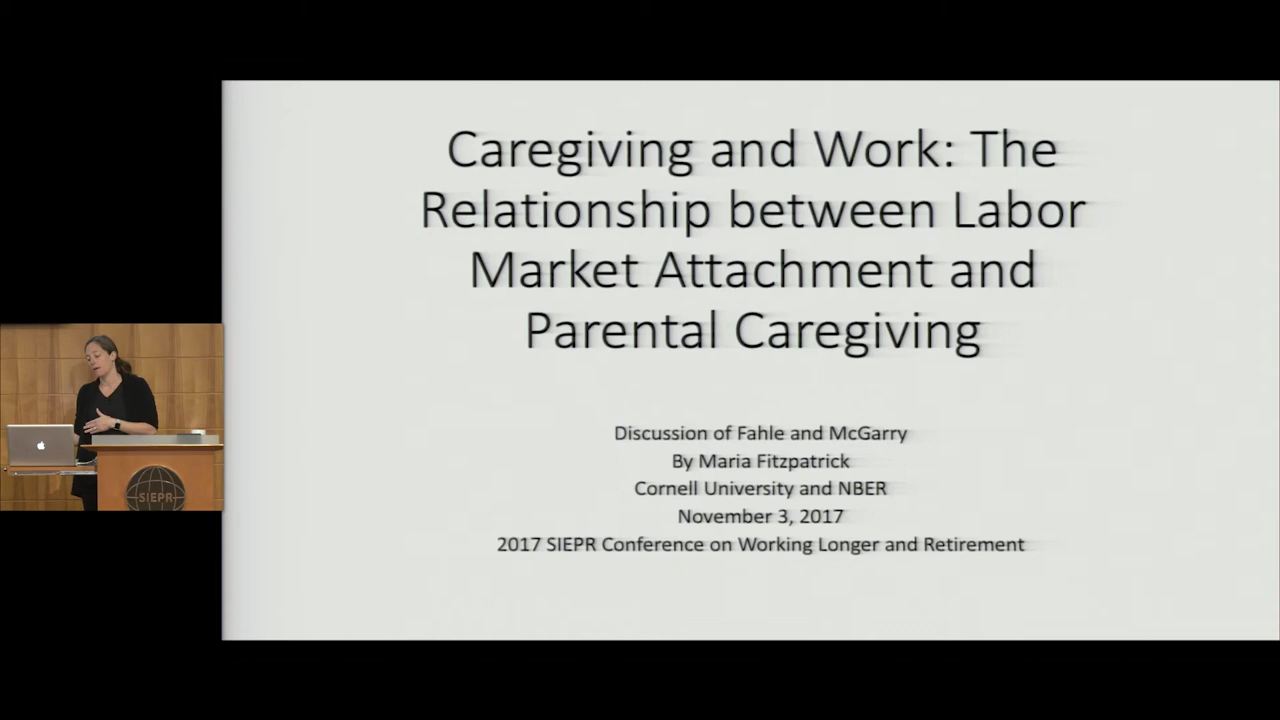 Caregiving and Work: The
Relationship between Labor
Market Attachment and
Parental Caregiving
Discussion of Fahle and McGarry
By Maria Fitzpatrick
Cornell University and NBER
November 3, 2017
2017 SIEPR Conference on Working Longer and Retirement
SIEPR